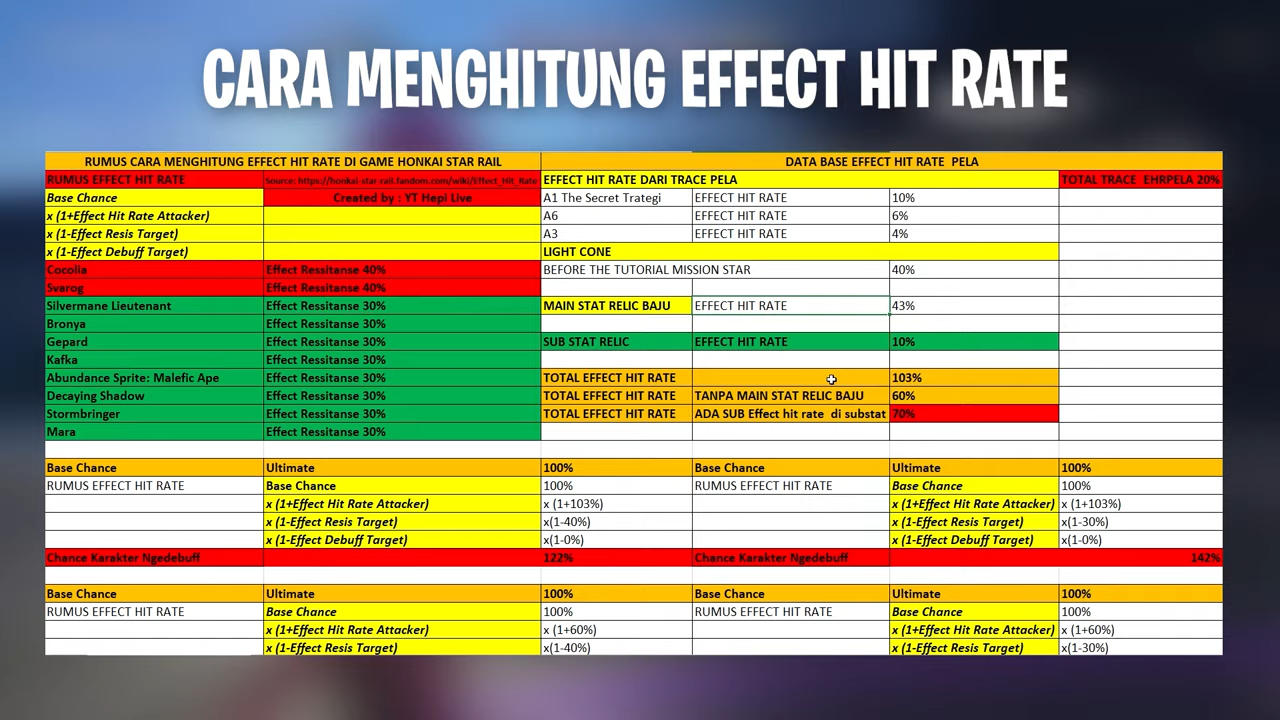 CARA MENGHITUNG EFFECT HIT RATE
RUMUS CARA MENGHITUNG EFFECT HIT RATE DI GAME HONKAI STAR RAIL DATA BASE EFFECT HIT RATE PELA
RUMUS EFFECT HIT RATE Source: https://honkai-star-rail.fandom.com/wiki/Effect_Hit_Rate EFFECT HIT RATE DARI TRACE PELA TOTAL TRACE EHRPELA 20%
Base Chance Created by : YT Hepi Live A1 The Secret Trategi EFFECT HIT RATE 10%
x (1+Effect Hit Rate Attacker) A6 EFFECT HIT RATE 6%
x (1-Effect Resis Target) A3 EFFECT HIT RATE 4%
x (1-Effect Debuff Target) LIGHT CONE
Cocolia Effect Ressitanse 40% BEFORE THE TUTORIAL MISSION STAR 40%
Svarog Effect Ressitanse 40%
Silvermane Lieutenant Effect Ressitanse 30% MAIN STAT RELIC BAJU EFFECT HIT RATE 43%
Bronya Effect Ressitanse 30%
Gepard Effect Ressitanse 30% SUB STAT RELIC EFFECT HIT RATE 10%
Kafka Effect Ressitanse 30%
Abundance Sprite: Malefic Ape Effect Ressitanse 30% TOTAL EFFECT HIT RATE 103%
Decaying Shadow Effect Ressitanse 30% TOTAL EFFECT HIT RATE TANPA MAIN STAT RELIC BAJU 60%
Stormbringer Effect Ressitanse 30% TOTAL EFFECT HIT RATE ADA SUB Effect hit rate di substat 70%
Mara Effect Ressitanse 30%
Base Chance Ultimate 100% Base Chance Ultimate 100%
RUMUS EFFECT HIT RATE Base Chance 100% RUMUS EFFECT HIT RATE Base Chance 100%
x (1+Effect Hit Rate Attacker) x (1+103%) x (1+Effect Hit Rate Attacker) x (1+103%)
x (1-Effect Resis Target) x(1-40%) x (1-Effect Resis Target) x(1-30%)
x (1-Effect Debuff Target) x(1-0%) x (1-Effect Debuff Target) x(1-0%)
Chance Karakter Ngedebuff 122% Chance Karakter Ngedebuff 142%
Base Chance Ultimate 100% Base Chance Ultimate 100%
RUMUS EFFECT HIT RATE Base Chance 100% RUMUS EFFECT HIT RATE Base Chance 100%
x (1+Effect Hit Rate Attacker) x (1+60%) x (1+Effect Hit Rate Attacker) x (1+60%)
x (1-Effect Resis Target) x(1-40%) x (1-Effect Resis Target) x(1-30%)